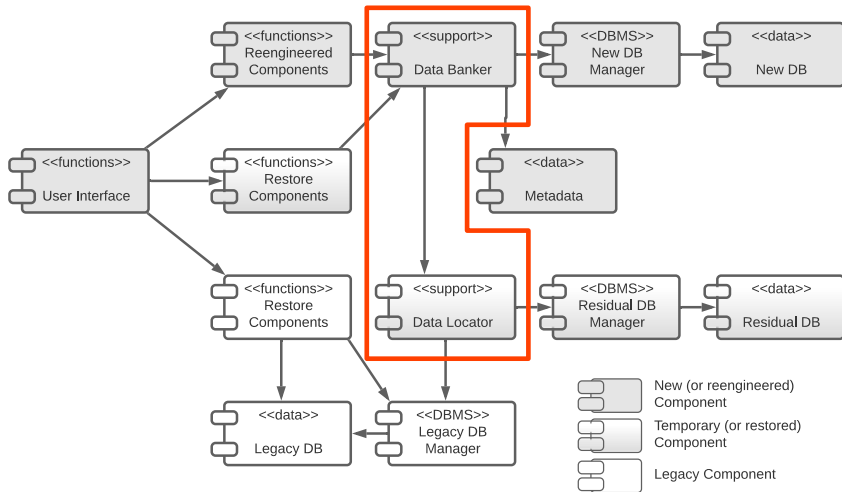 <<functions>>
Reengineered
Components
<<support>>
Data Banker
<<DBMS>>
New DB
Manager
<<data>>
New DB
<<functions>>
User Interface
<<functions>>
Restore
Components
<<data>>
Metadata
<<functions>>
Restore
Components
<<support>>
Data Locator
<<DBMS>>
Residual DB
Manager
<<data>>
Residual DB
<<data>>
Legacy DB
<<DBMS>>
Legacy DB
Manager
New (or reengineered)
Component
Temporary (or restored)
Component
Legacy Component